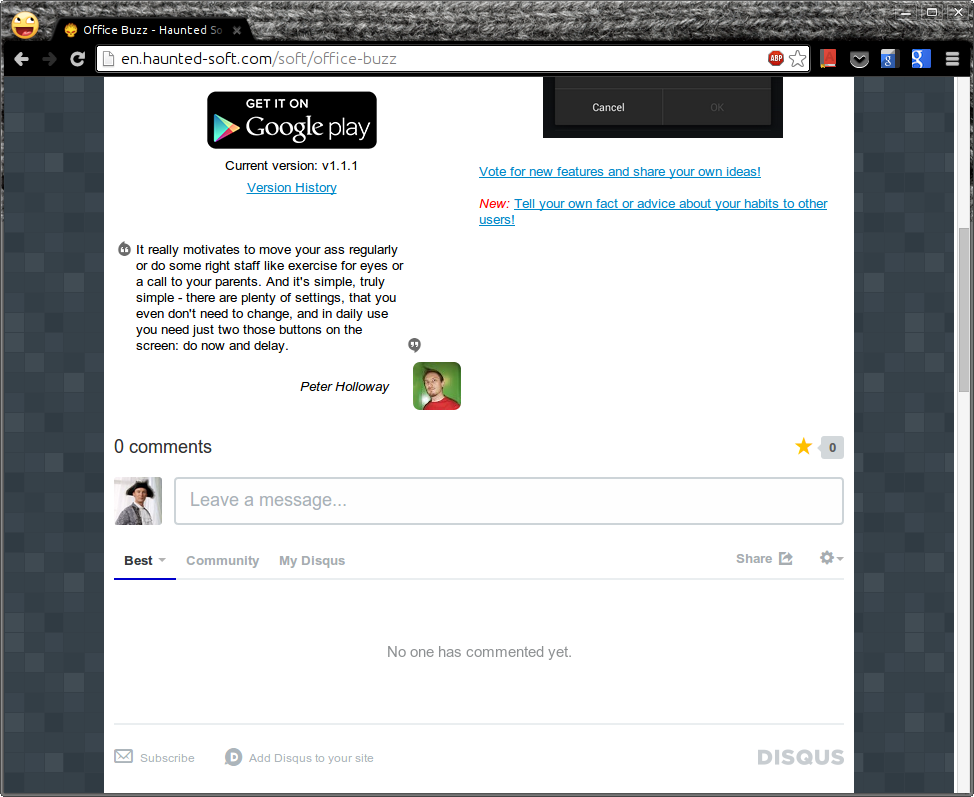 Office Buzz - Haunted So
en.haunted-soft.com/soft/office-buzz
ABP
8
g
GET IT ON
Google play
Cancel
OK
Current version: v1.1.1
Version History
Vote for new features and share your own ideas!
New: Tell your own fact or advice about your habits to other
users!
It really motivates to move your ass regularly
or do some right staff like exercise for eyes or
a call to your parents. And it's simple, truly
simple - there are plenty of settings, that you
even don't need to change, and in daily use
you need just two those buttons on the
screen: do now and delay.
Peter Holloway
0 comments
0
Leave a message...
Best
Community
My Disqus
Share
No one has commented yet.
Subscribe
D
Add Disqus to your site
DISQUS